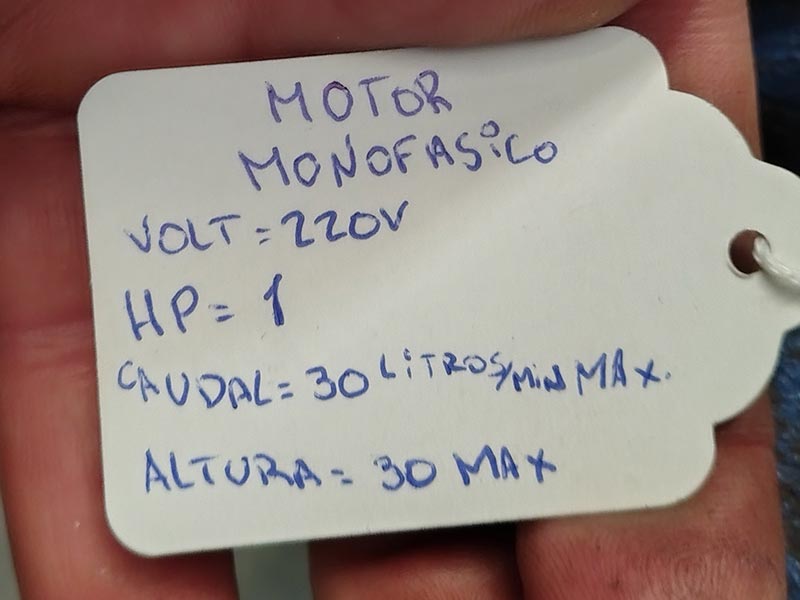 MOTOR
MONOFASiCO
VOLT = 220V
HP = 1
CAUDAL = 30 LiTROS/MiN MAX.
ALTURA = 30 MAX